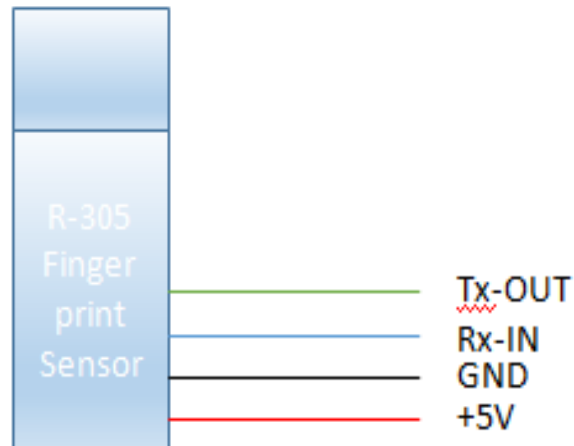 R-305
Finger
print
Sensor
Tx-OUT
Rx-IN
GND
+5V